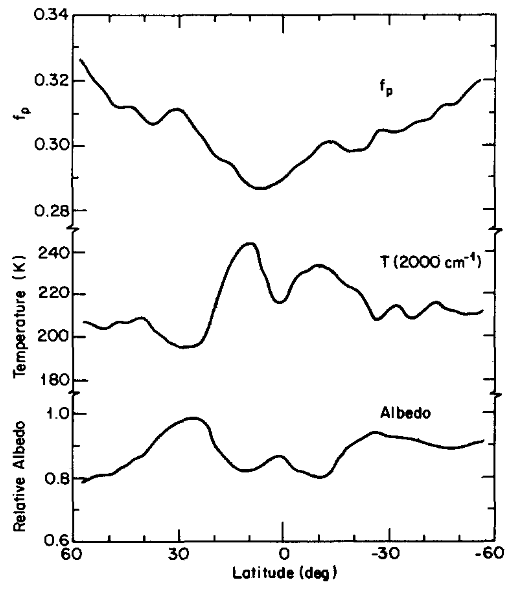 0.34
0.32
0.30
0.28
f_p
f_p
240
220
200
180
Temperature (K)
T (2000 cm⁻¹)
1.0
0.8
0.6
Relative Albedo
Albedo
60 30 0 -30 -60
Latitude (deg)